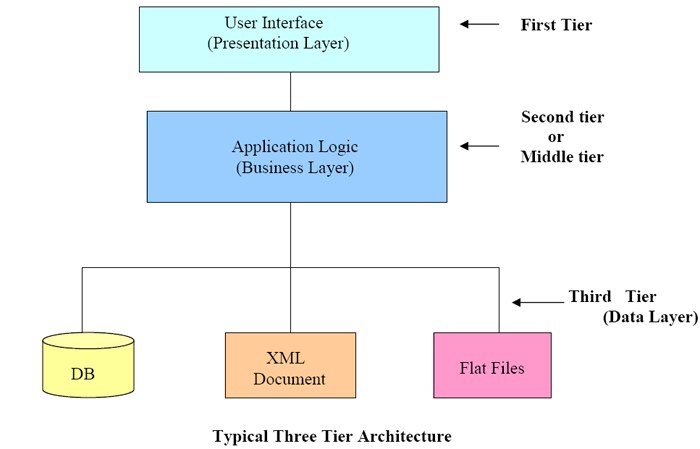 User Interface
(Presentation Layer)
First Tier
Second tier
or
Middle tier
Application Logic
(Business Layer)
Third Tier
(Data Layer)
DB
XML
Document
Flat Files
Typical Three Tier Architecture